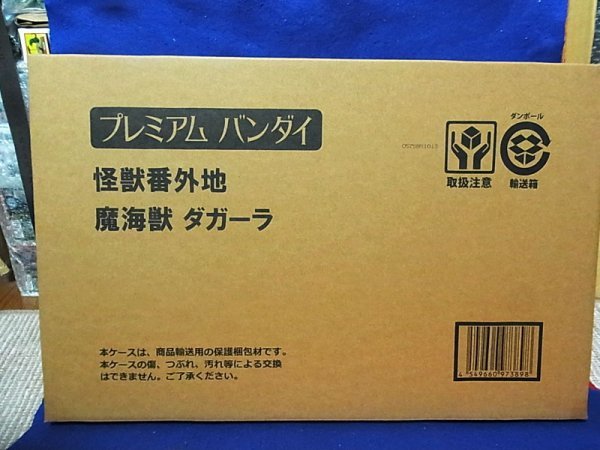 プレミアム バンダイ
怪獣番外地
魔海獣 ダガーラ
取扱注意
ダンボール
輸送箱
本ケースは、商品輸送用の保護梱包材です。
本ケースの傷、つぶれ、汚れ等による交換
はできません。ご了承ください。
4 549660 973898